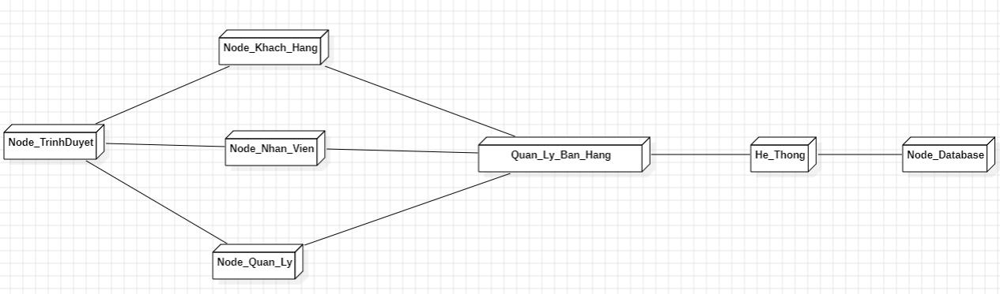 Node_Khach_Hang
Node_TrinhDuyet
Node_Nhan_Vien
Quan_Ly_Ban_Hang
He_Thong
Node_Database
Node_Quan_Ly